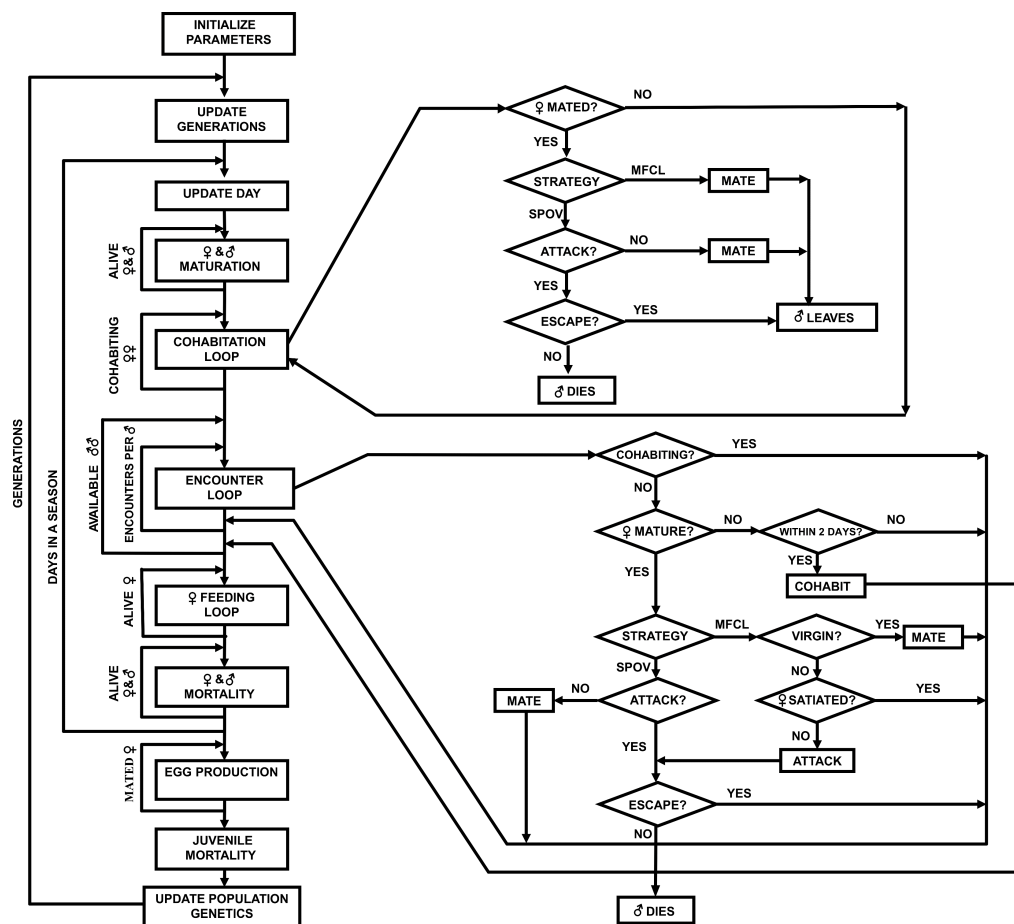 INITIALIZE
PARAMETERS
UPDATE
GENERATIONS
UPDATE DAY
ALIVE
♀&♂
♀&♂
MATURATION
COHABITING
♀♀
COHABITATION
LOOP
GENERATIONS
DAYS IN A SEASON
AVAILABLE ♂♂
ENCOUNTERS PER ♂
ENCOUNTER
LOOP
ALIVE ♀
♀ FEEDING
LOOP
ALIVE
♀&♂
♀&♂
MORTALITY
MATED ♀
EGG PRODUCTION
JUVENILE
MORTALITY
UPDATE POPULATION
GENETICS
♀ MATED?
NO
YES
STRATEGY
MFCL
MATE
SPOV
ATTACK?
NO
MATE
YES
ESCAPE?
YES
♂ LEAVES
NO
♂ DIES
COHABITING?
YES
NO
♀ MATURE?
NO
WITHIN 2 DAYS?
NO
YES
YES
COHABIT
STRATEGY
MFCL
VIRGIN?
YES
MATE
SPOV
NO
MATE
NO
ATTACK?
♀SATIATED?
YES
YES
NO
ATTACK
ESCAPE?
YES
NO
♂ DIES